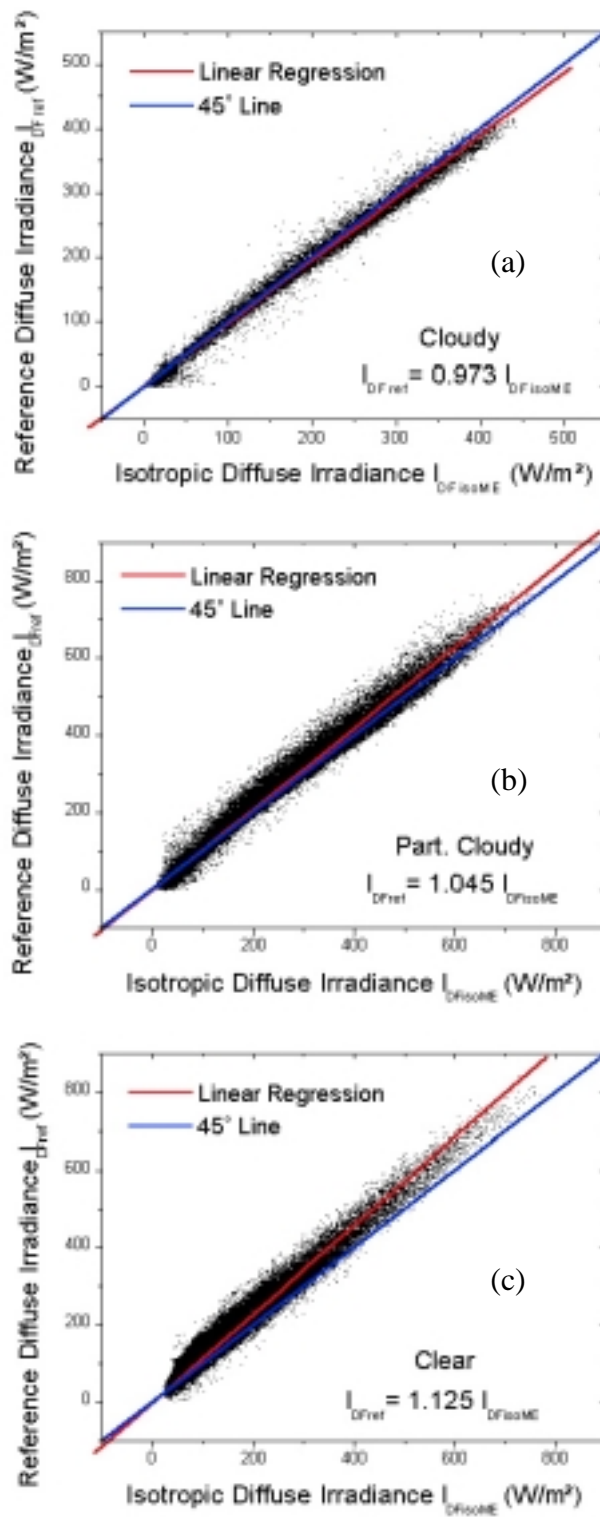 Reference Diffuse Irradiance I_DFref (W/m²)
500
400
300
200
100
0
Linear Regression
45° Line
(a)
Cloudy
I_DFref = 0.973 I_DFisoME
0 100 200 300 400 500
Isotropic Diffuse Irradiance I_DFisoME (W/m²)
Reference Diffuse Irradiance I_DFref (W/m²)
800
600
400
200
0
Linear Regression
45° Line
(b)
Part. Cloudy
I_DFref = 1.045 I_DFisoME
0 200 400 600 800
Isotropic Diffuse Irradiance I_DFisoME (W/m²)
Reference Diffuse Irradiance I_DFref (W/m²)
800
600
400
200
0
Linear Regression
45° Line
(c)
Clear
I_DFref = 1.125 I_DFisoME
0 200 400 600 800
Isotropic Diffuse Irradiance I_DFisoME (W/m²)